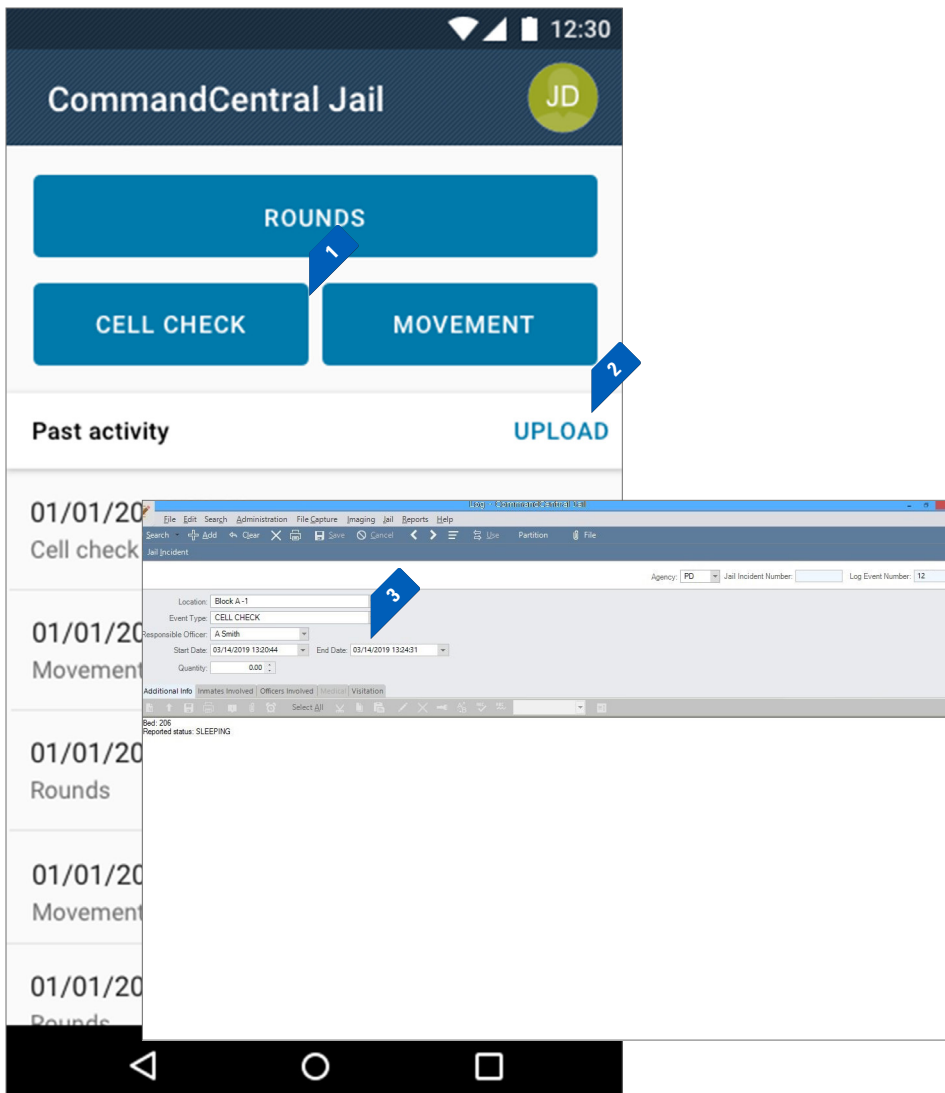 12:30
CommandCentral Jail
JD
ROUNDS
1
CELL CHECK
MOVEMENT
2
Past activity
UPLOAD
01/01/20
Cell check
01/01/20
Movement
01/01/20
Rounds
01/01/20
Movement
01/01/20
Rounds
Log - CommandCentral Jail
File Edit Search Administration File Capture Imaging Jail Reports Help
Search Add Clear Save Cancel Use Partition File
Jail Incident
Agency: PD Jail Incident Number: Log Event Number: 12
3
Location: Block A -1
Event Type: CELL CHECK
Responsible Officer: A Smith
Start Date: 03/14/2019 13:20:44 End Date: 03/14/2019 13:24:31
Quantity: 0.00
Additional Info Inmates Involved Officers Involved Medical Visitation
Select All
Bed: 206
Reported status: SLEEPING